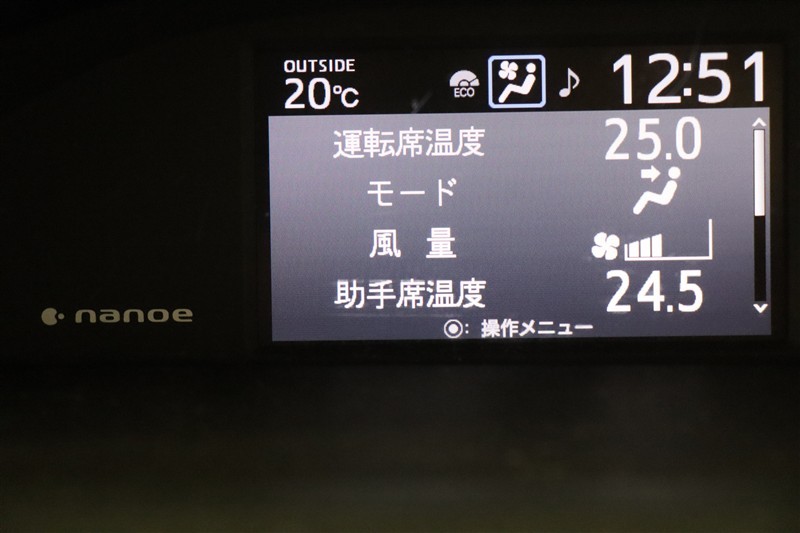 OUTSIDE
20℃
ECO
12:51
運転席温度 25.0
モード
風量
助手席温度 24.5
◉: 操作メニュー
nanoe